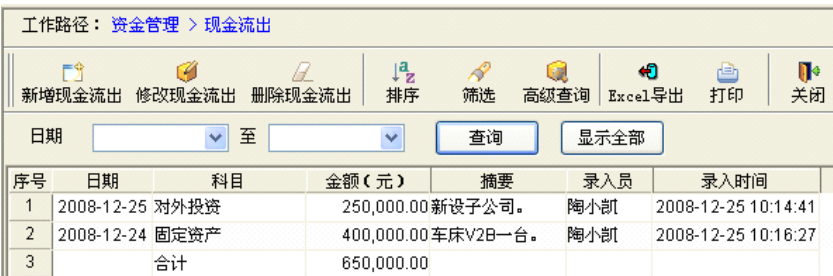 工作路径： 资金管理 > 现金流出
新增现金流出 修改现金流出 删除现金流出 排序 筛选 高级查询 Excel导出 打印 关闭
日期 至 查询 显示全部
序号 日期 科目 金额（元） 摘要 录入员 录入时间
1 2008-12-25 对外投资 250,000.00 新设子公司。 陶小凯 2008-12-25 10:14:41
2 2008-12-24 固定资产 400,000.00 车床V2B一台。 陶小凯 2008-12-25 10:16:27
3 合计 650,000.00